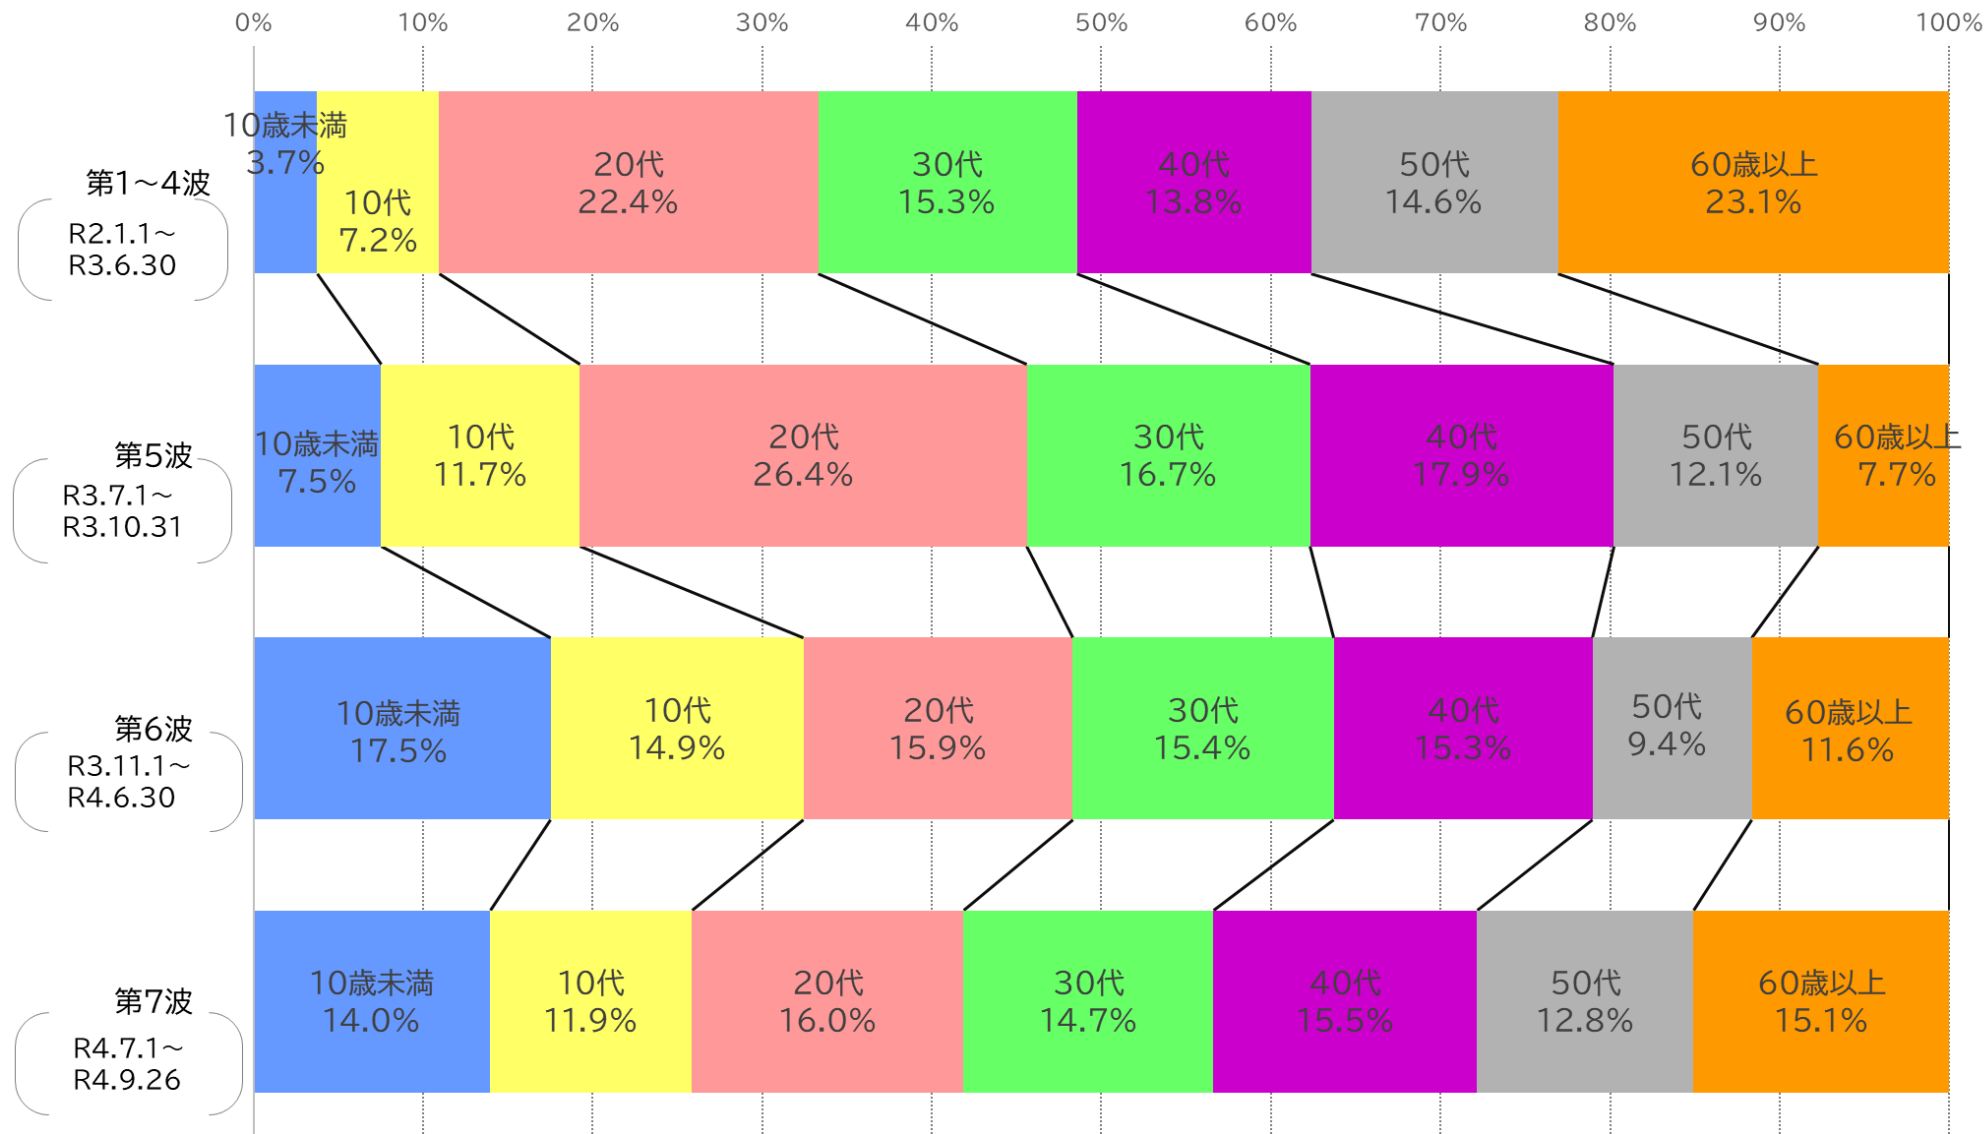 0% 10% 20% 30% 40% 50% 60% 70% 80% 90% 100%
第1～4波
R2.1.1～
R3.6.30
10歳未満
3.7%
10代
7.2%
20代
22.4%
30代
15.3%
40代
13.8%
50代
14.6%
60歳以上
23.1%
第5波
R3.7.1～
R3.10.31
10歳未満
7.5%
10代
11.7%
20代
26.4%
30代
16.7%
40代
17.9%
50代
12.1%
60歳以上
7.7%
第6波
R3.11.1～
R4.6.30
10歳未満
17.5%
10代
14.9%
20代
15.9%
30代
15.4%
40代
15.3%
50代
9.4%
60歳以上
11.6%
第7波
R4.7.1～
R4.9.26
10歳未満
14.0%
10代
11.9%
20代
16.0%
30代
14.7%
40代
15.5%
50代
12.8%
60歳以上
15.1%